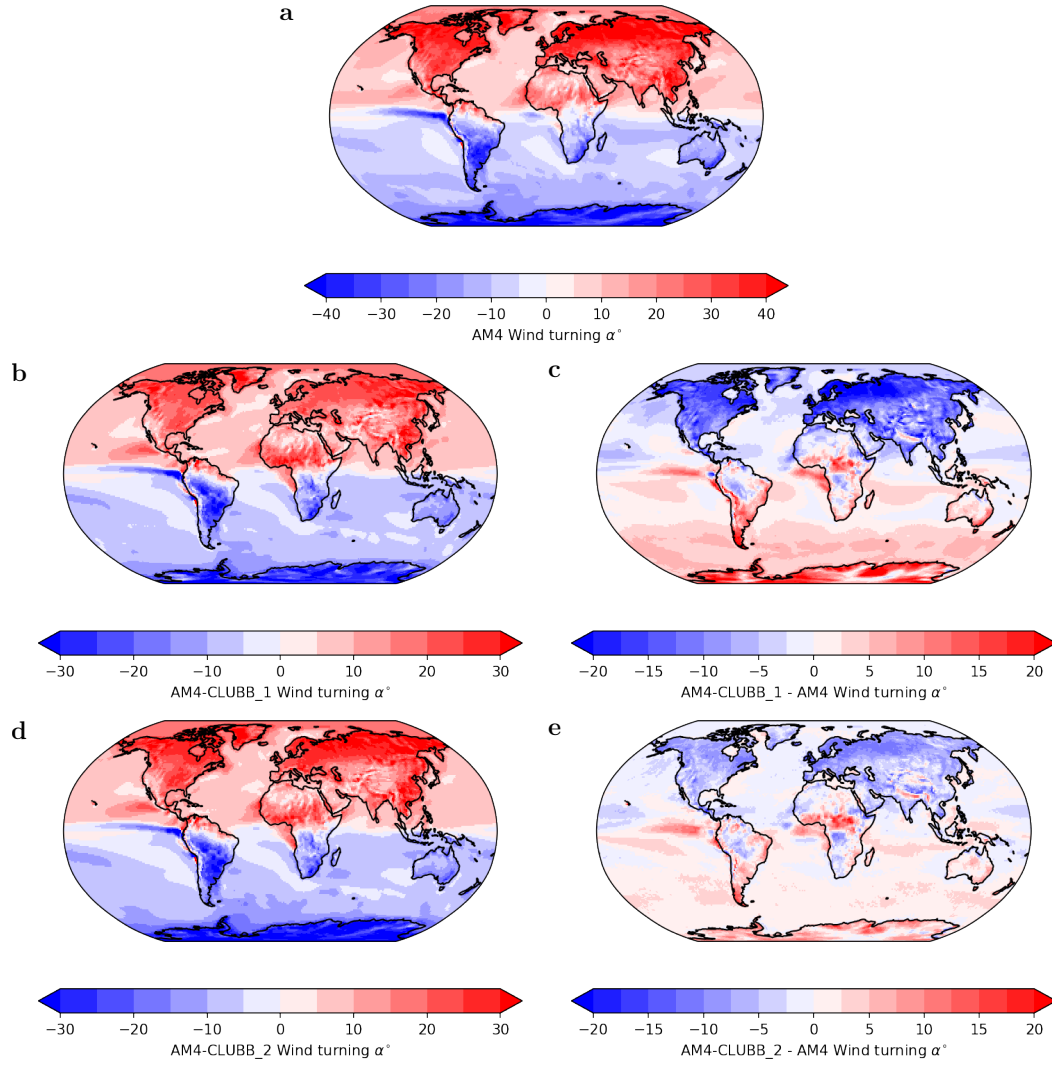 a
−40 −30 −20 −10 0 10 20 30 40
AM4 Wind turning α°
b
c
−30 −20 −10 0 10 20 30
AM4-CLUBB_1 Wind turning α°
−20 −15 −10 −5 0 5 10 15 20
AM4-CLUBB_1 - AM4 Wind turning α°
d
e
−30 −20 −10 0 10 20 30
AM4-CLUBB_2 Wind turning α°
−20 −15 −10 −5 0 5 10 15 20
AM4-CLUBB_2 - AM4 Wind turning α°